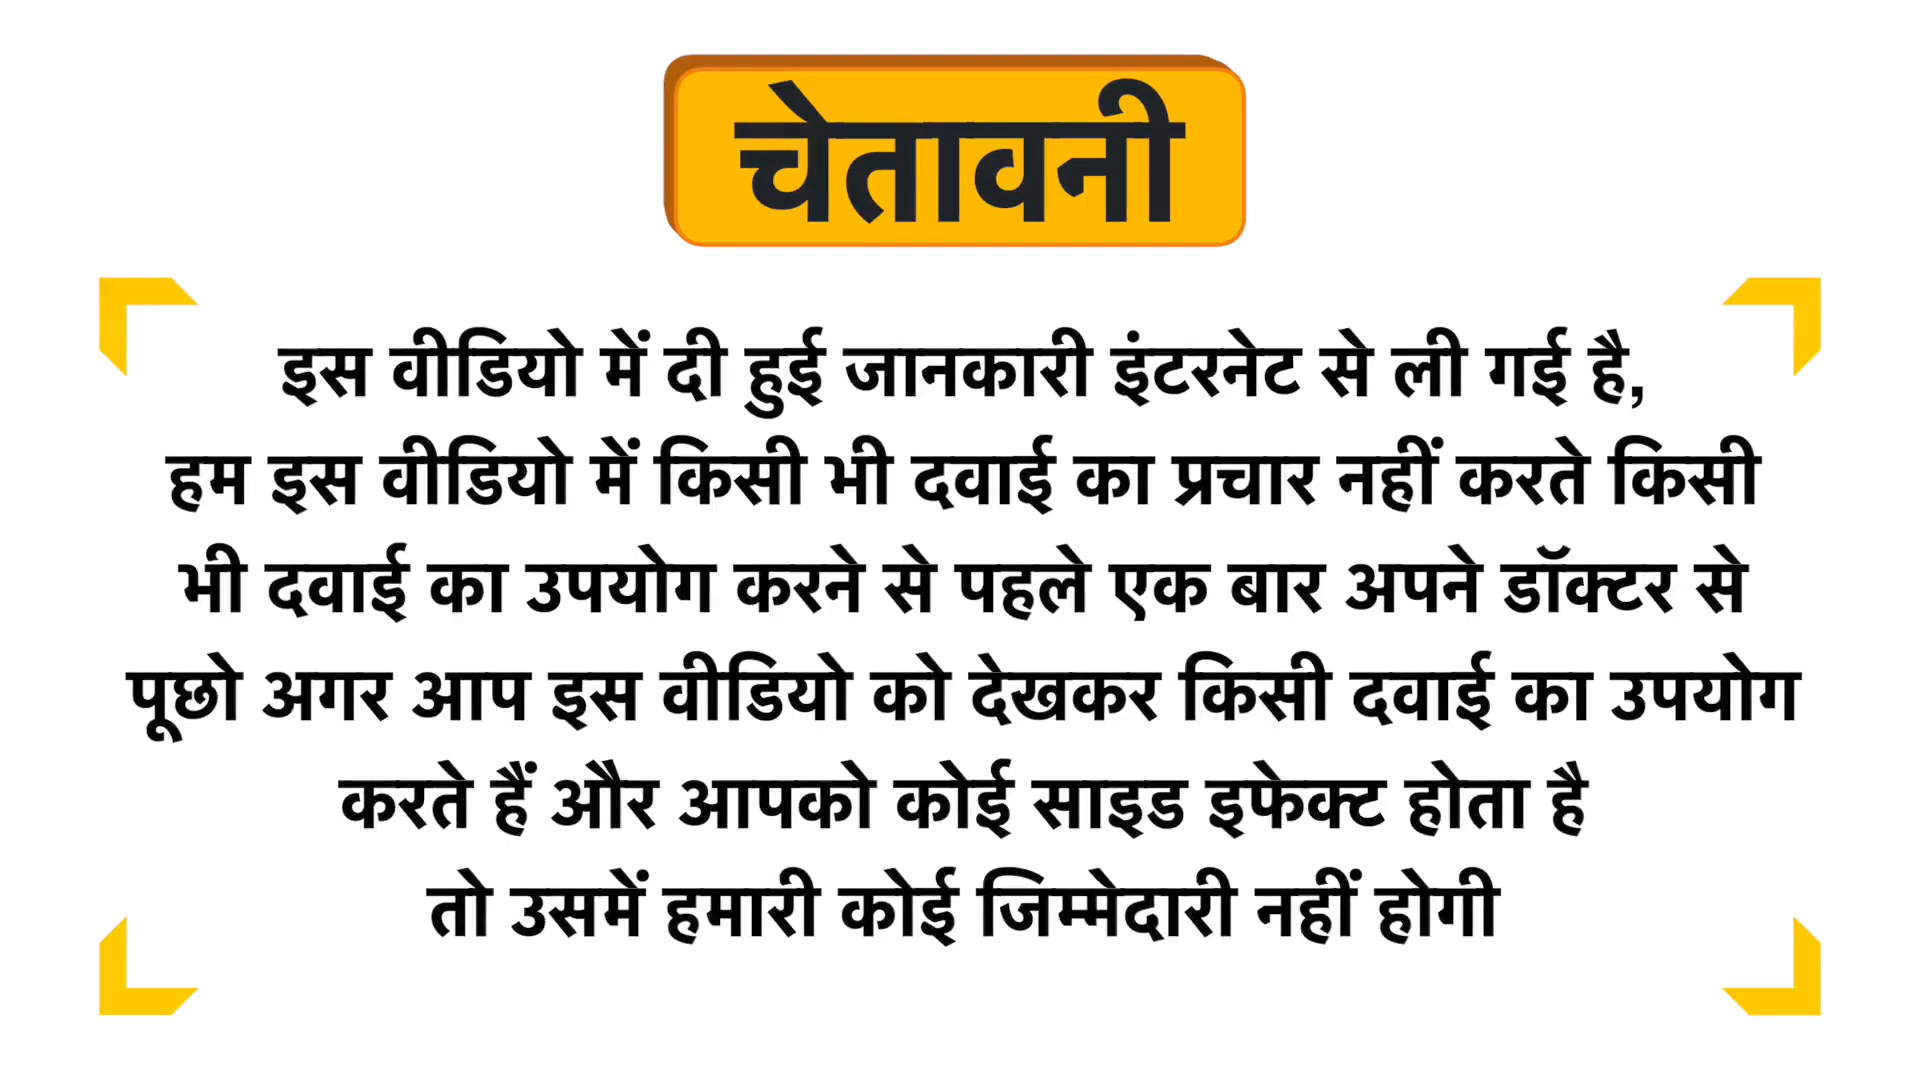 चेतावनी
इस वीडियो में दी हुई जानकारी इंटरनेट से ली गई है,
हम इस वीडियो में किसी भी दवाई का प्रचार नहीं करते किसी
भी दवाई का उपयोग करने से पहले एक बार अपने डॉक्टर से
पूछो अगर आप इस वीडियो को देखकर किसी दवाई का उपयोग
करते हैं और आपको कोई साइड इफेक्ट होता है
तो उसमें हमारी कोई जिम्मेदारी नहीं होगी